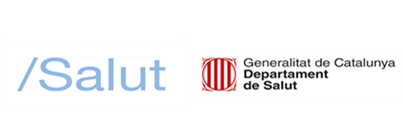 /Salut
Generalitat de Catalunya
Departament
de Salut